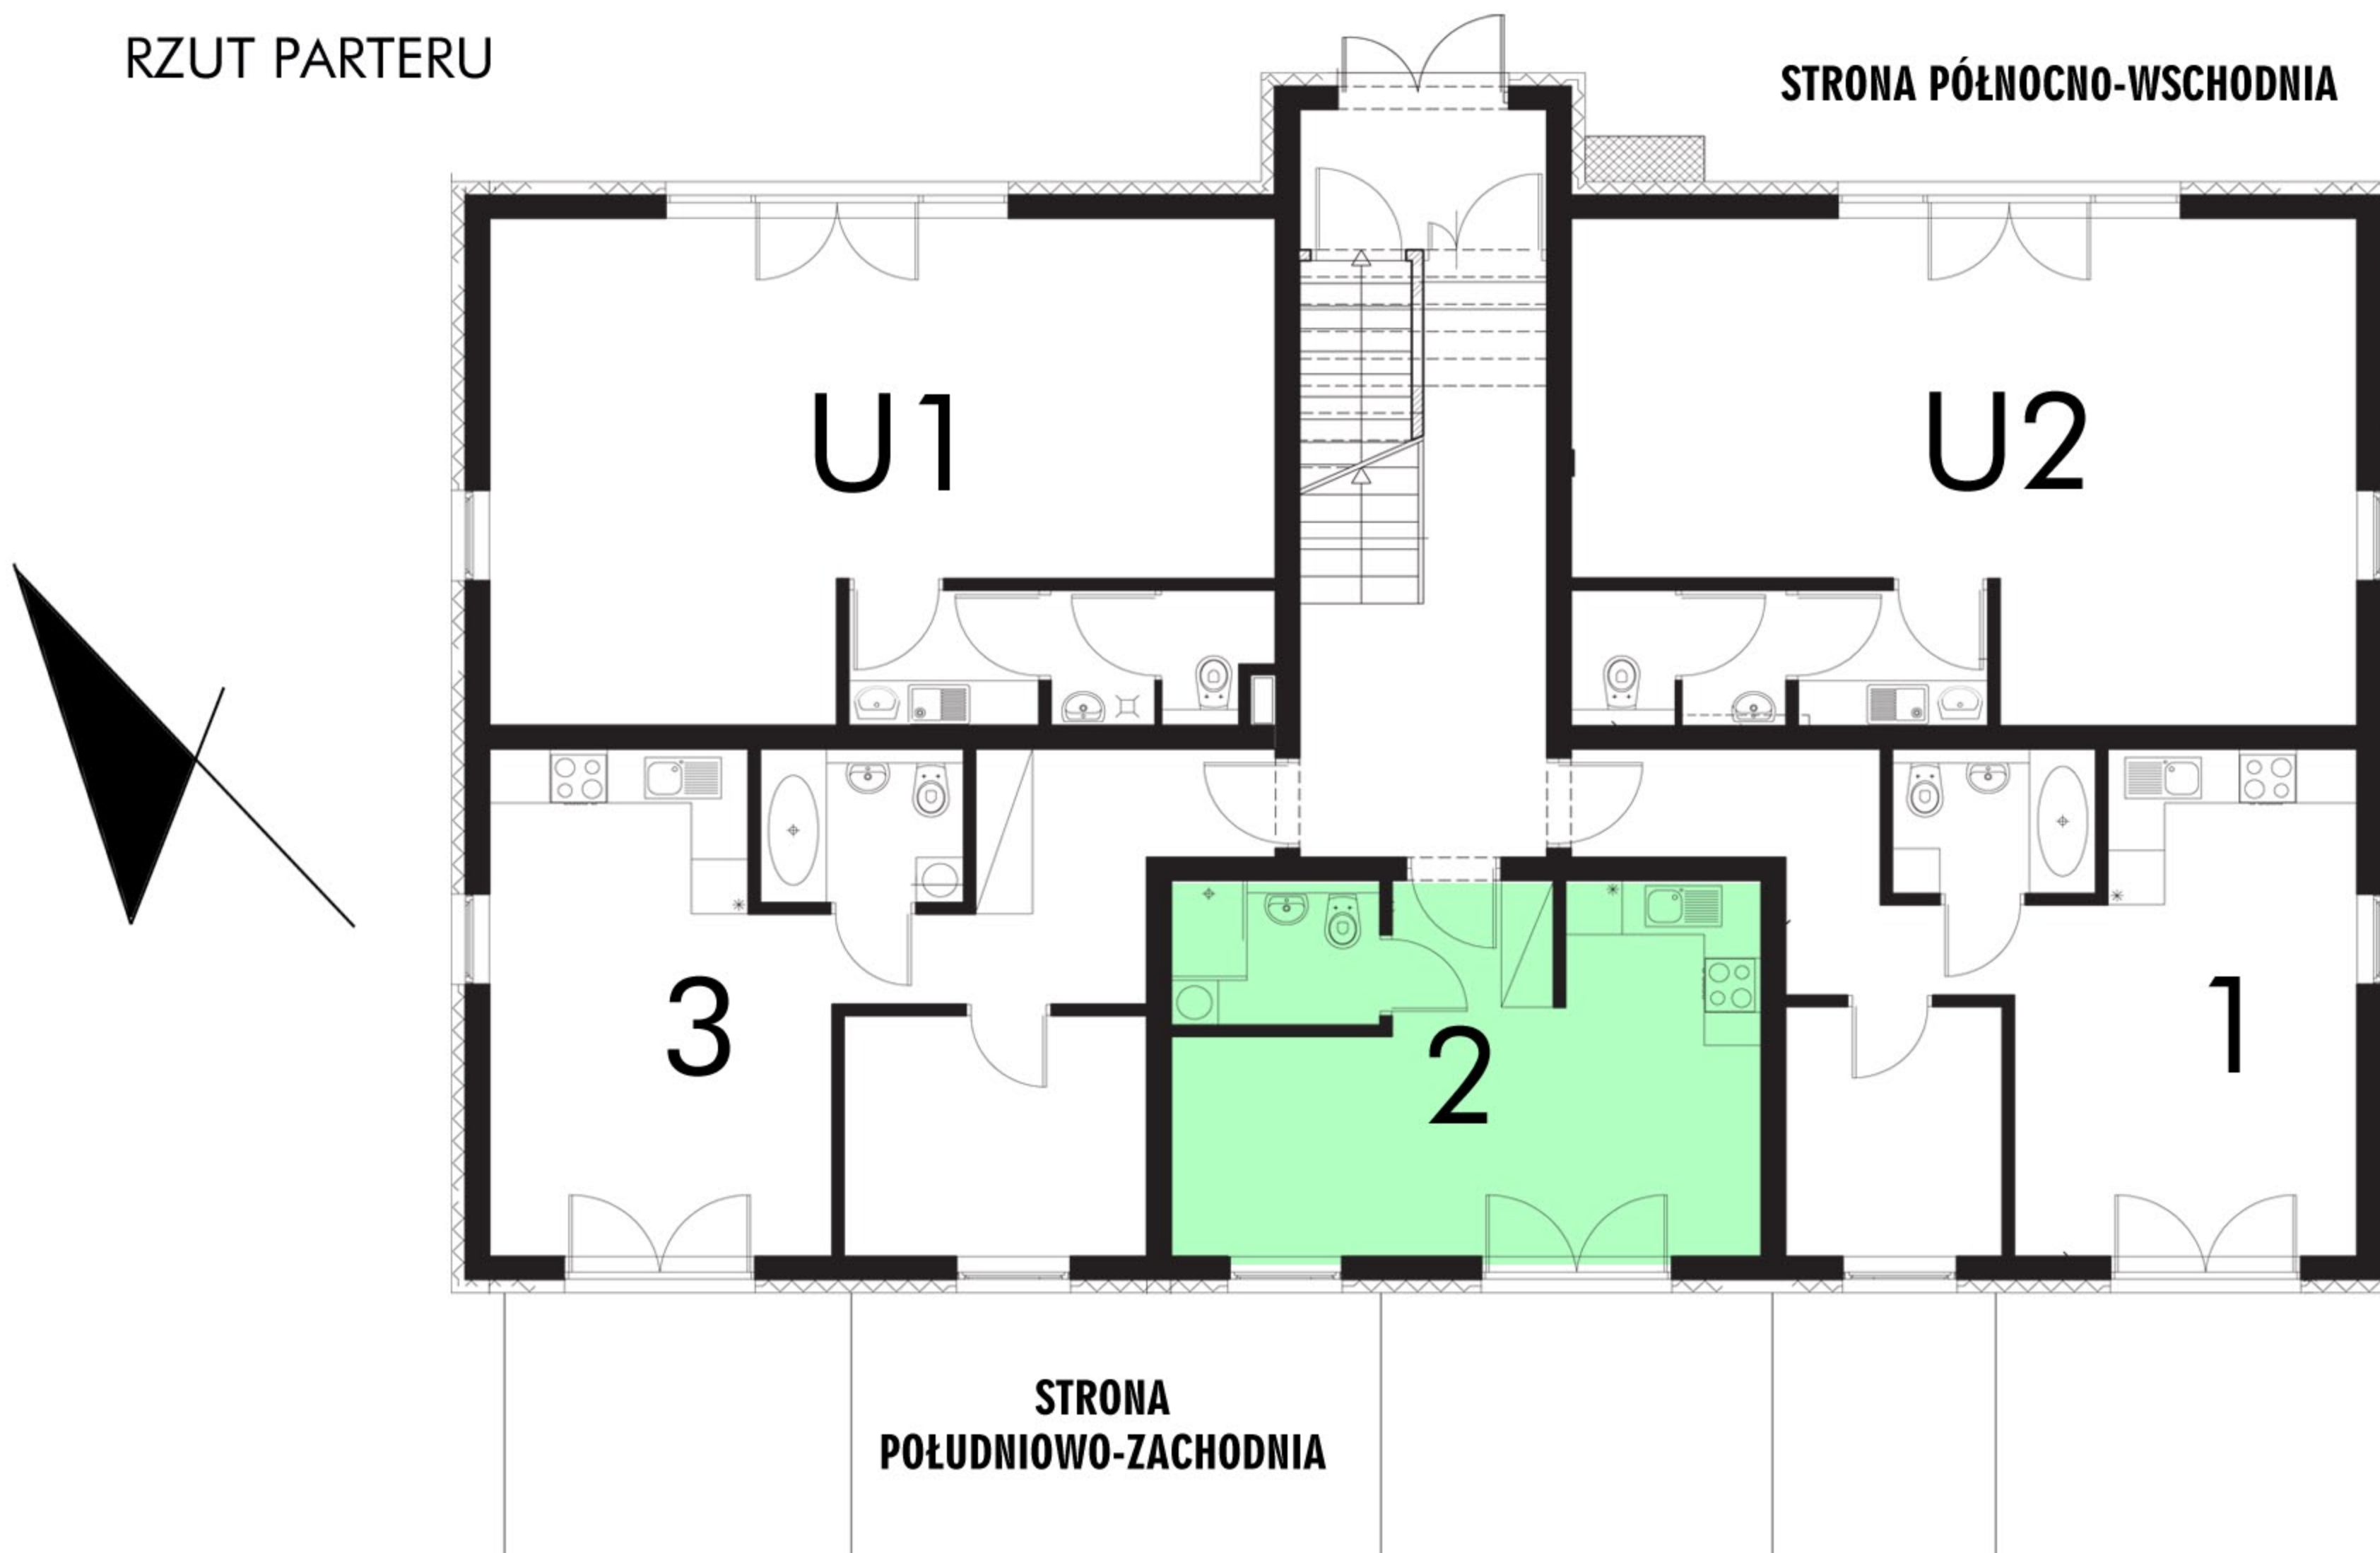 RZUT PARTERU
STRONA PÓŁNOCNO-WSCHODNIA
U1
U2
3
2
1
STRONA
POŁUDNIOWO-ZACHODNIA